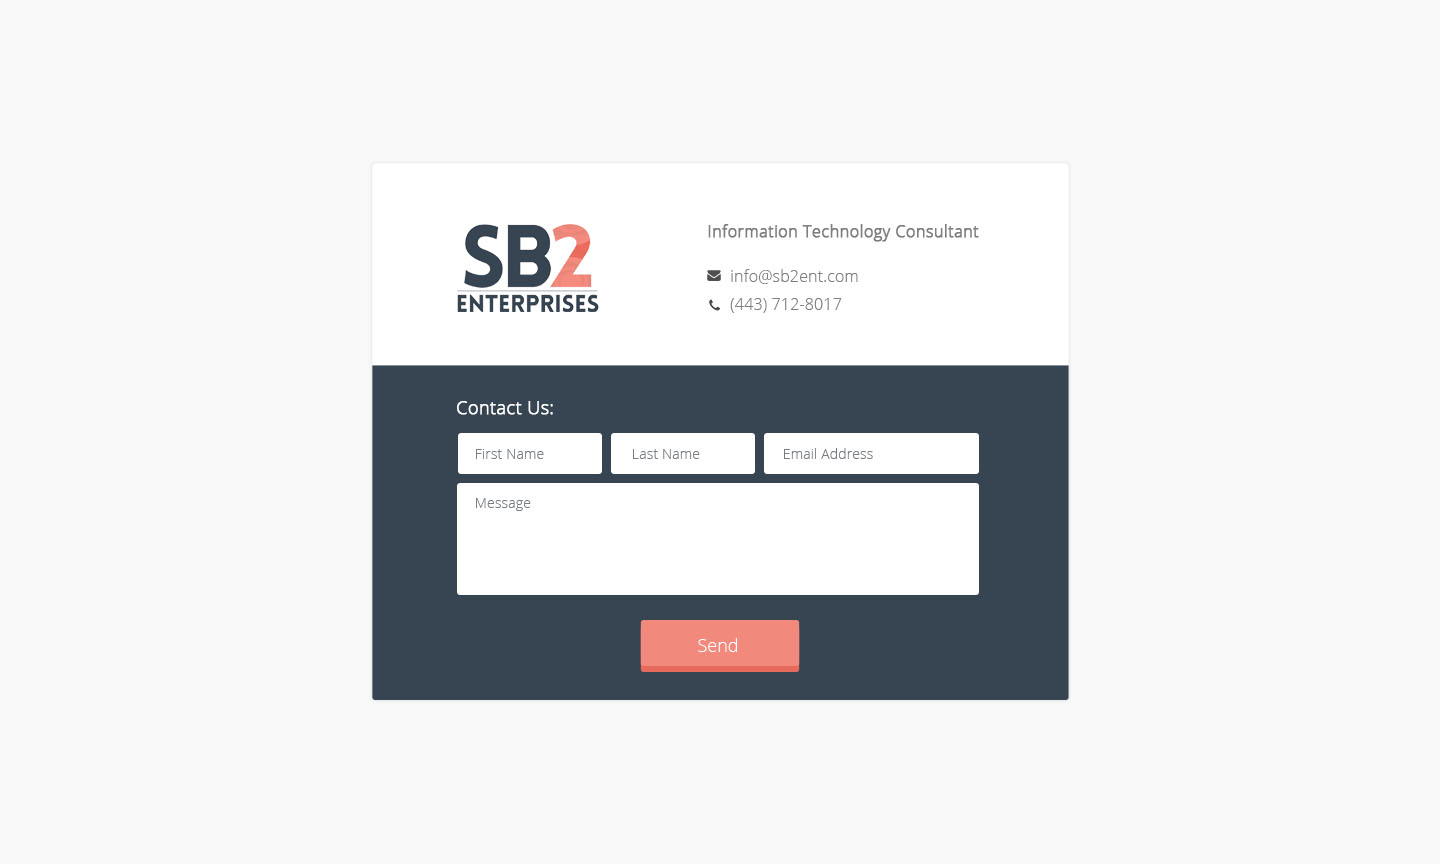 SB2
ENTERPRISES
Information Technology Consultant
info@sb2ent.com
(443) 712-8017
Contact Us:
First Name Last Name Email Address
Message
Send